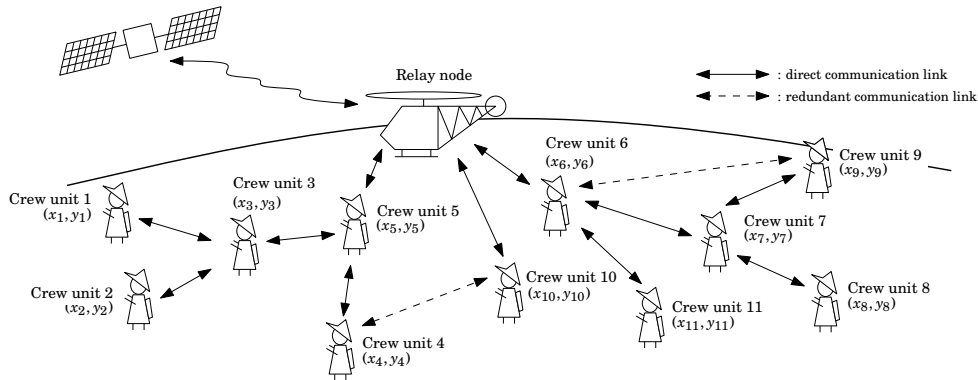 Relay node
: direct communication link
: redundant communication link
Crew unit 6
(x₆, y₆)
Crew unit 9
(x₉, y₉)
Crew unit 1
(x₁, y₁)
Crew unit 3
(x₃, y₃)
Crew unit 5
(x₅, y₅)
Crew unit 7
(x₇, y₇)
Crew unit 2
(x₂, y₂)
Crew unit 10
(x₁₀, y₁₀)
Crew unit 8
(x₈, y₈)
Crew unit 4
(x₄, y₄)
Crew unit 11
(x₁₁, y₁₁)